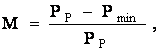 M = (P_P − P_min) / P_P ,